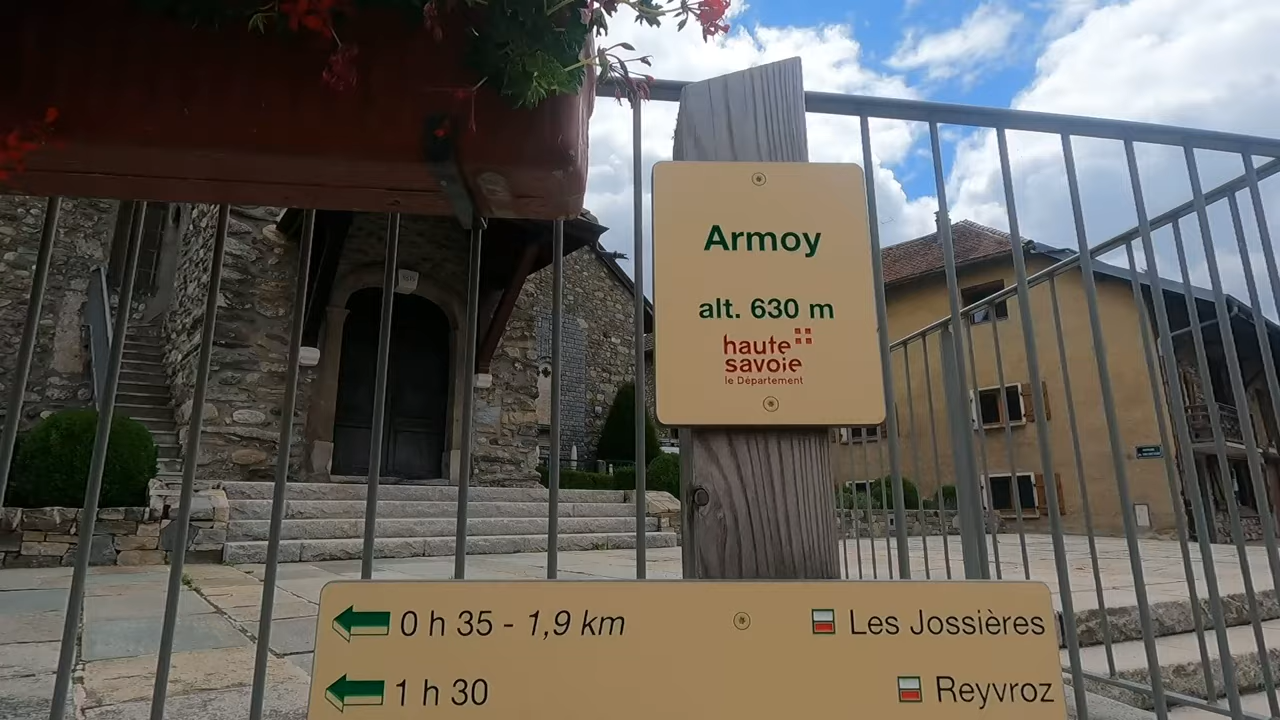 Armoy
alt. 630 m
haute
savoie
le Département
0 h 35 - 1,9 km Les Jossières
1 h 30 Reyvroz